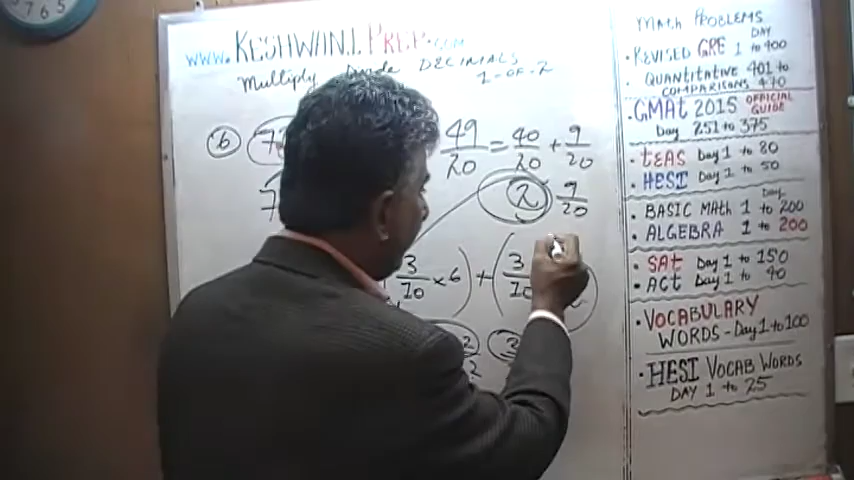 www. KESHWANI PREP.com
Multiply Divide DECIMALS
1-OF-2
6
49/20 = 40/20 + 9/20
2 9/20
3/10 x 6) + (3/10
MATH PROBLEMS
DAY
• REVISED GRE 1 to 400
• QUANTITATIVE 401 to
COMPARISONS 470
• GMAT 2015 OFFICIAL GUIDE
DAY 251 to 375
• TEAS Day 1 to 80
• HESI Day 1 to 50
Day
• BASIC MATH 1 to 200
• ALGEBRA 1 to 200
• SAT Day 1 to 150
• ACT Day 1 to 90
• VOCABULARY
WORDS - Day 1 to 100
• HESI VOCAB WORDS
DAY 1 to 25